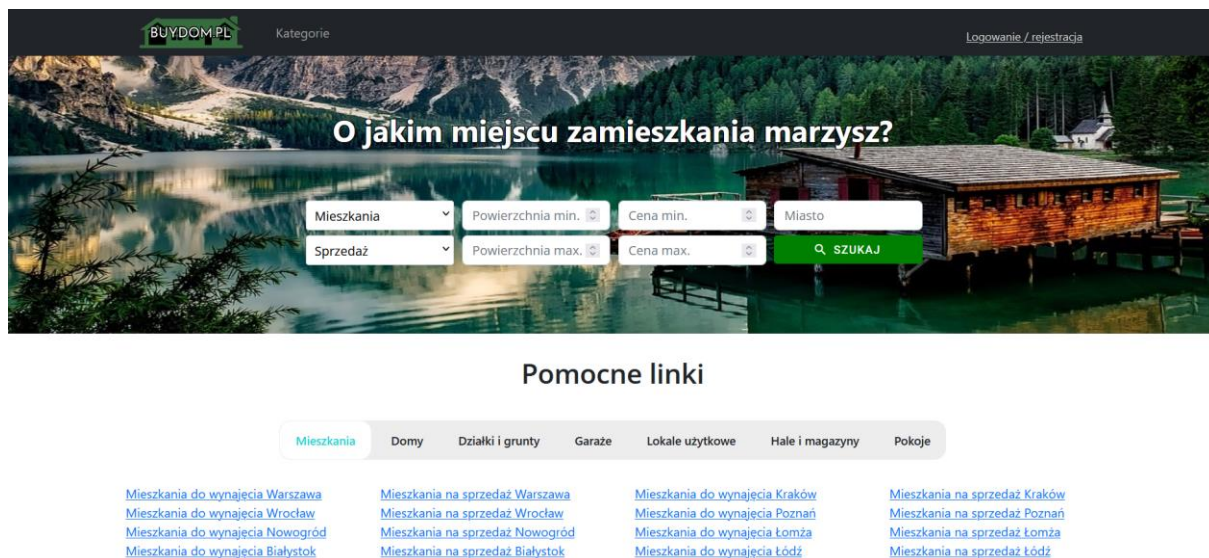 BUYDOM.PL Kategorie Logowanie / rejestracja
O jakim miejscu zamieszkania marzysz?
Mieszkania Powierzchnia min. Cena min. Miasto
Sprzedaż Powierzchnia max. Cena max. SZUKAJ
Pomocne linki
Mieszkania Domy Działki i grunty Garaże Lokale użytkowe Hale i magazyny Pokoje
Mieszkania do wynajęcia Warszawa Mieszkania na sprzedaż Warszawa Mieszkania do wynajęcia Kraków Mieszkania na sprzedaż Kraków
Mieszkania do wynajęcia Wrocław Mieszkania na sprzedaż Wrocław Mieszkania do wynajęcia Poznań Mieszkania na sprzedaż Poznań
Mieszkania do wynajęcia Nowogród Mieszkania na sprzedaż Nowogród Mieszkania do wynajęcia Łomża Mieszkania na sprzedaż Łomża
Mieszkania do wynajęcia Białystok Mieszkania na sprzedaż Białystok Mieszkania do wynajęcia Łódź Mieszkania na sprzedaż Łódź